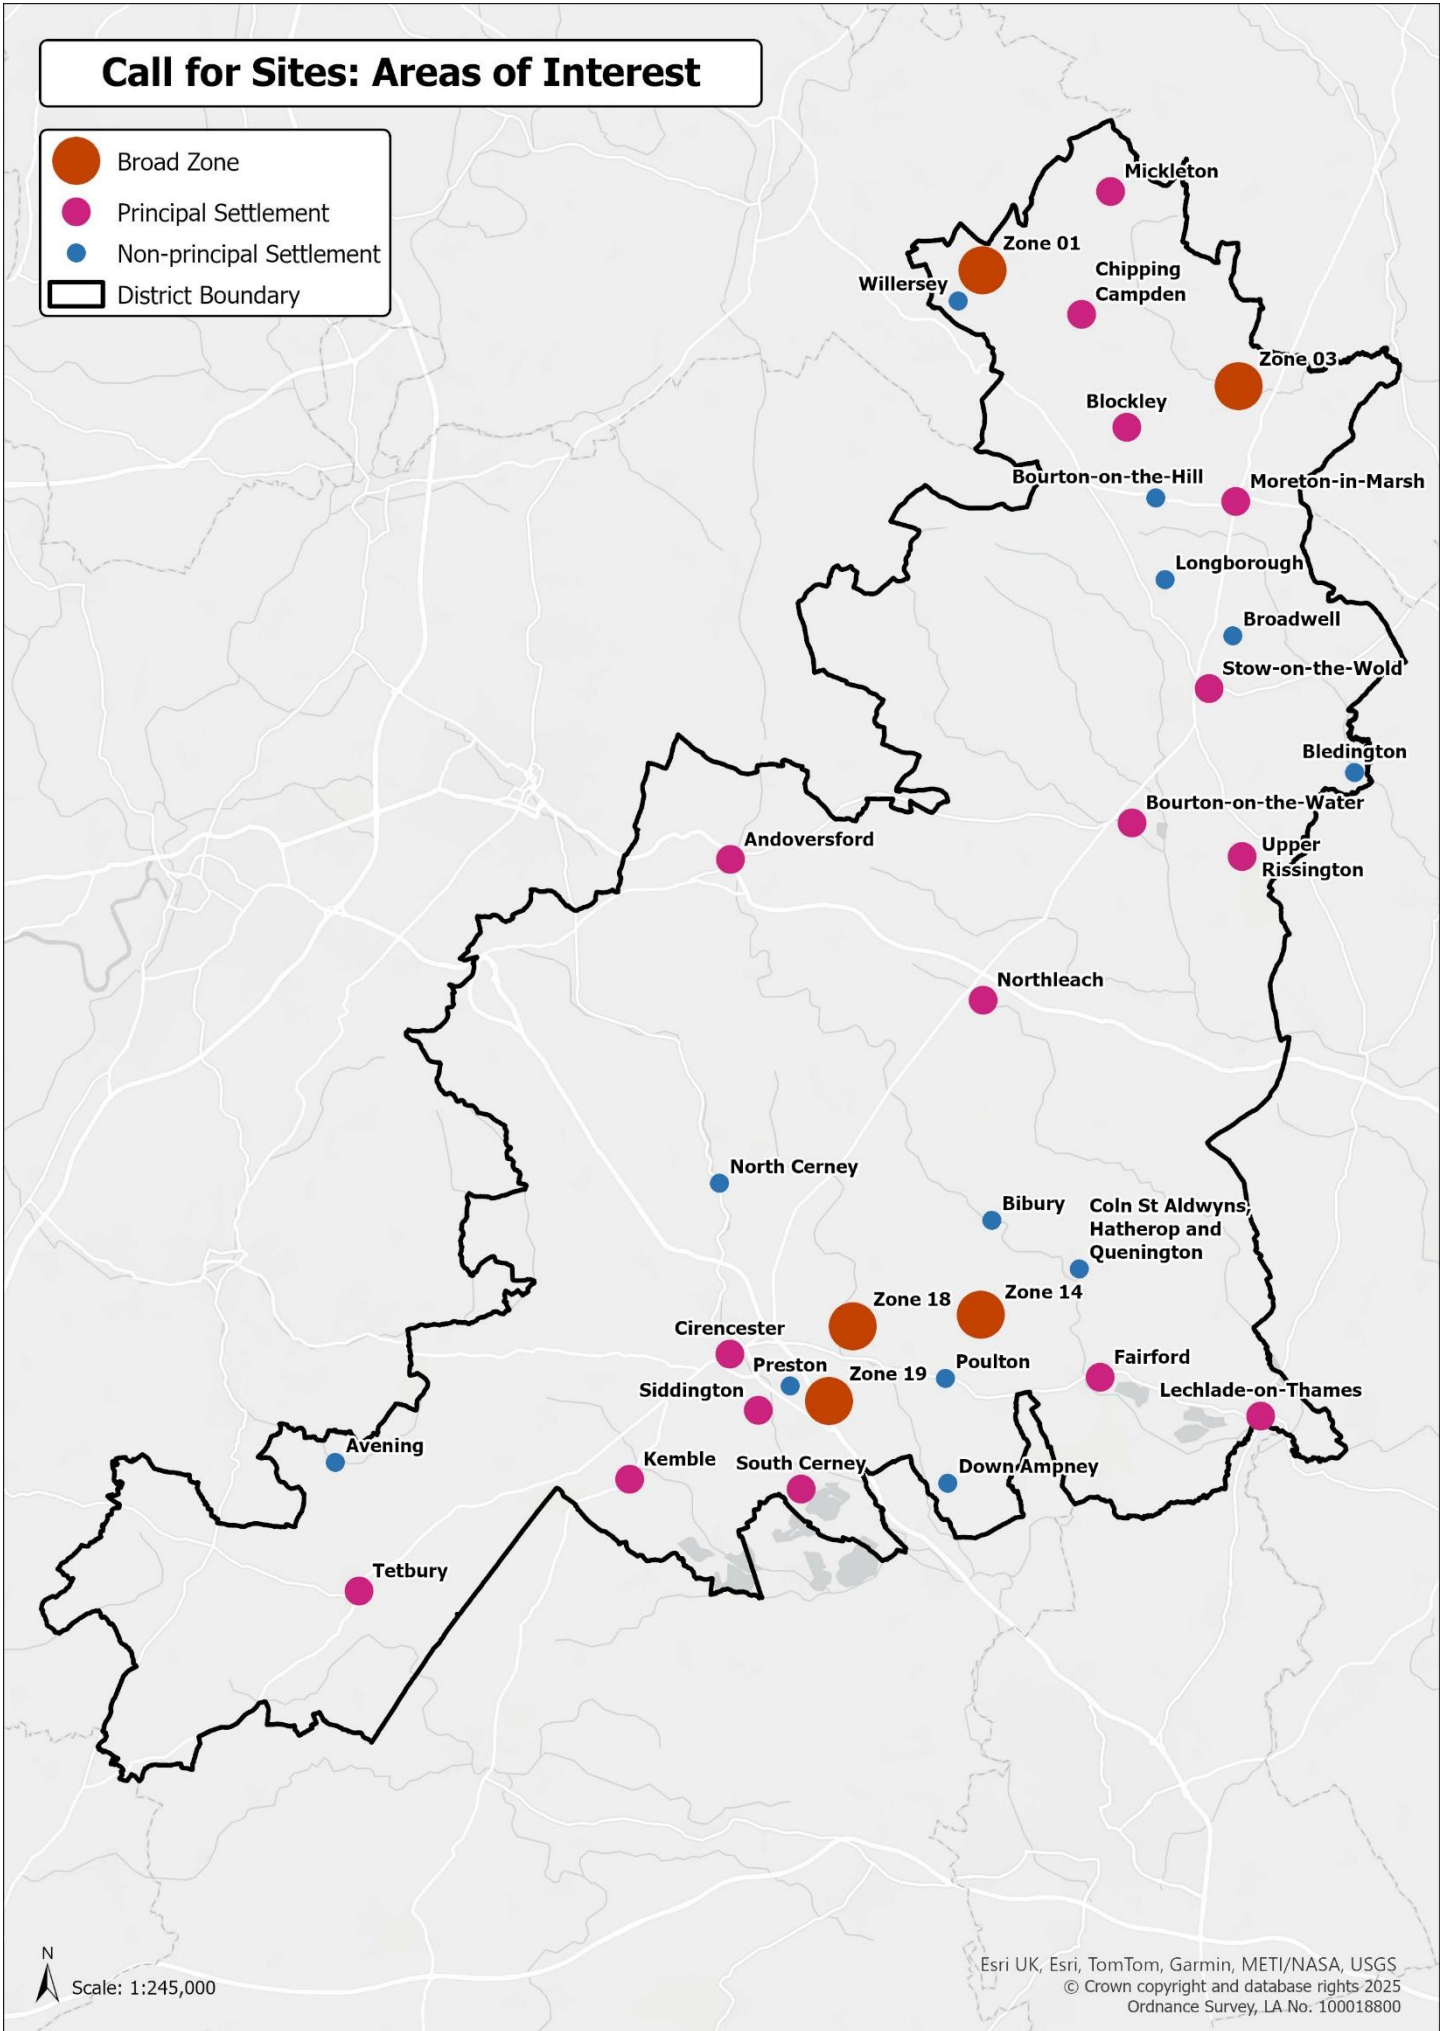 Call for Sites: Areas of Interest
Broad Zone
Principal Settlement
Non-principal Settlement
District Boundary
Mickleton
Zone 01
Chipping
Campden
Willersey
Zone 03
Blockley
Bourton-on-the-Hill
Moreton-in-Marsh
Longborough
Broadwell
Stow-on-the-Wold
Bledington
Bourton-on-the-Water
Andoversford
Upper
Rissington
Northleach
North Cerney
Bibury
Coln St Aldwyns,
Hatherop and
Quenington
Zone 18
Zone 14
Cirencester
Preston
Zone 19
Poulton
Fairford
Siddington
Lechlade-on-Thames
Avening
Kemble
South Cerney
Down Ampney
Tetbury
N
Scale: 1:245,000
Esri UK, Esri, TomTom, Garmin, METI/NASA, USGS
© Crown copyright and database rights 2025
Ordnance Survey, LA No. 100018800